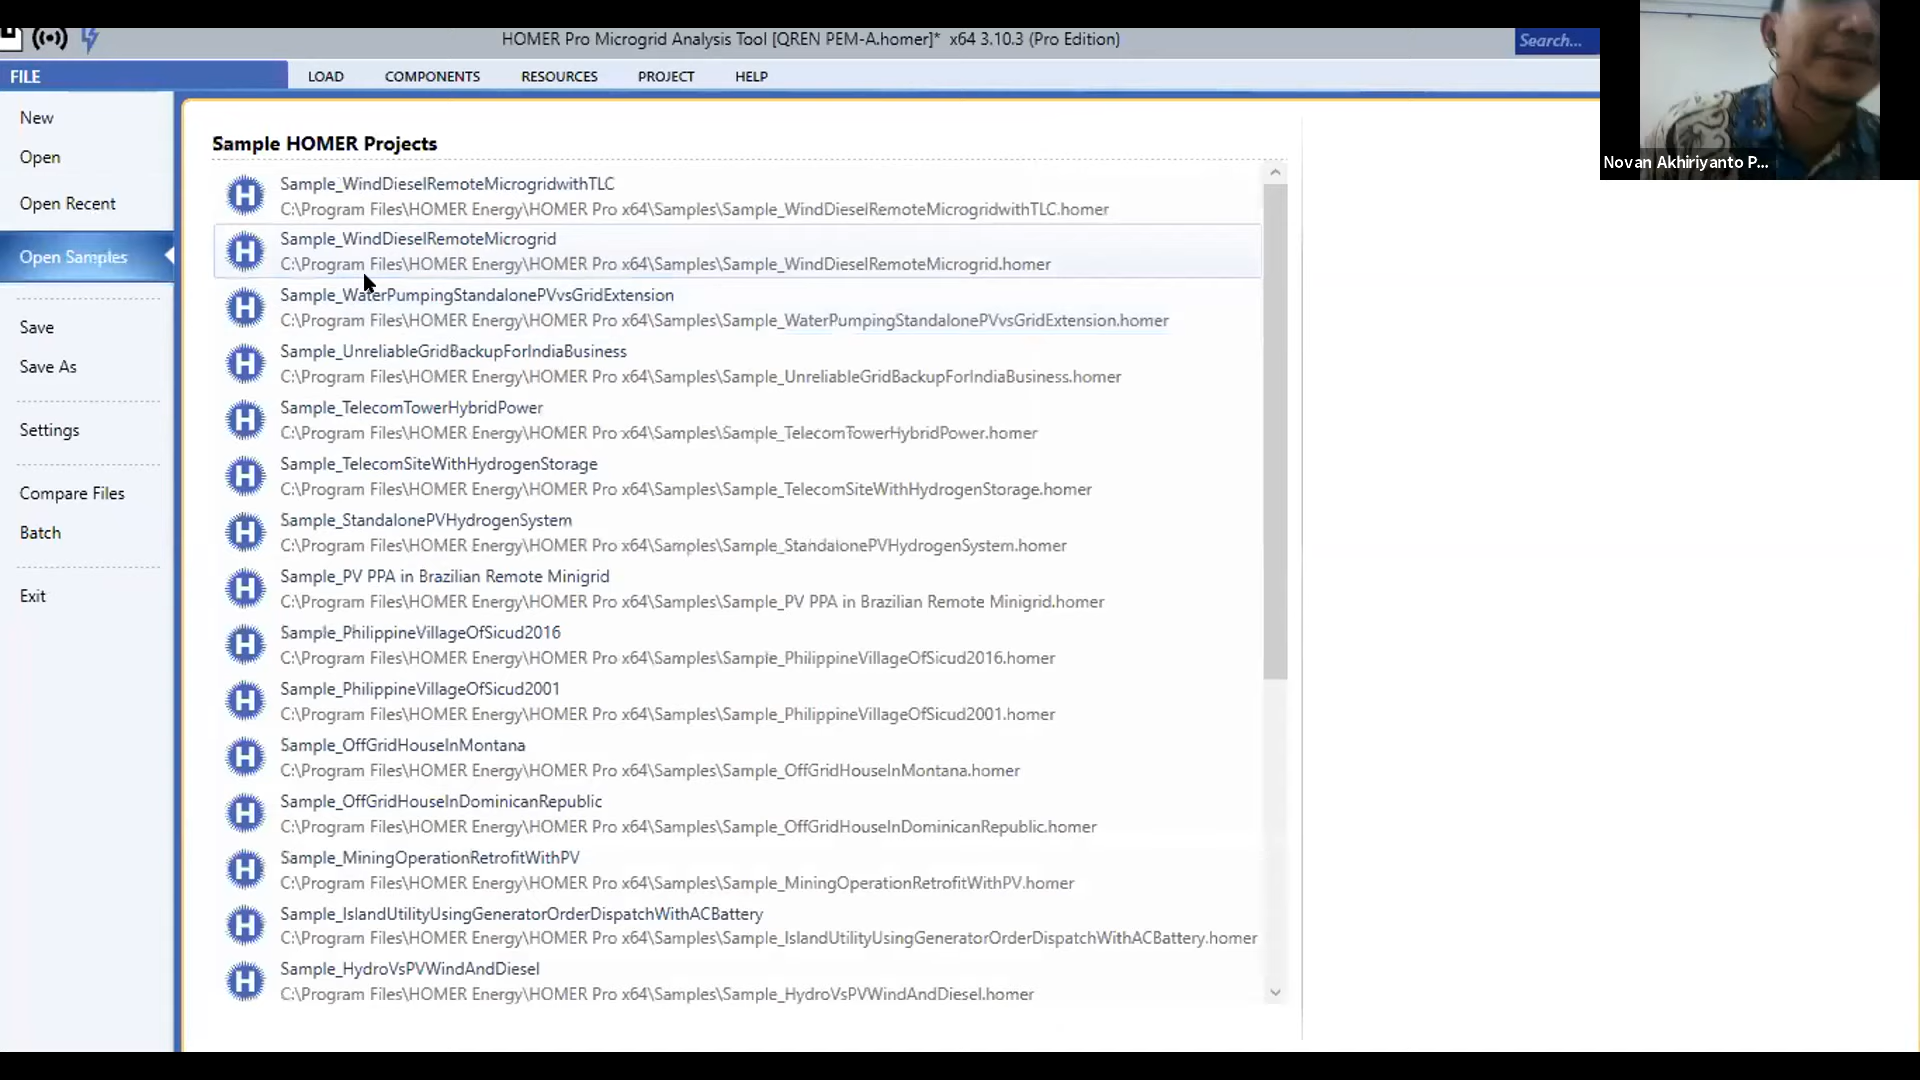 HOMER Pro Microgrid Analysis Tool [QREN PEM-A.homer]* x64 3.10.3 (Pro Edition)
Search...
FILE
LOAD
COMPONENTS
RESOURCES
PROJECT
HELP
New
Open
Open Recent
Open Samples
Save
Save As
Settings
Compare Files
Batch
Exit
Sample HOMER Projects
Sample_WindDieselRemoteMicrogridwithTLC
C:\Program Files\HOMER Energy\HOMER Pro x64\Samples\Sample_WindDieselRemoteMicrogridwithTLC.homer
Sample_WindDieselRemoteMicrogrid
C:\Program Files\HOMER Energy\HOMER Pro x64\Samples\Sample_WindDieselRemoteMicrogrid.homer
Sample_WaterPumpingStandalonePVvsGridExtension
C:\Program Files\HOMER Energy\HOMER Pro x64\Samples\Sample_WaterPumpingStandalonePVvsGridExtension.homer
Sample_UnreliableGridBackupForIndiaBusiness
C:\Program Files\HOMER Energy\HOMER Pro x64\Samples\Sample_UnreliableGridBackupForIndiaBusiness.homer
Sample_TelecomTowerHybridPower
C:\Program Files\HOMER Energy\HOMER Pro x64\Samples\Sample_TelecomTowerHybridPower.homer
Sample_TelecomSiteWithHydrogenStorage
C:\Program Files\HOMER Energy\HOMER Pro x64\Samples\Sample_TelecomSiteWithHydrogenStorage.homer
Sample_StandalonePVHydrogenSystem
C:\Program Files\HOMER Energy\HOMER Pro x64\Samples\Sample_StandalonePVHydrogenSystem.homer
Sample_PV PPA in Brazilian Remote Minigrid
C:\Program Files\HOMER Energy\HOMER Pro x64\Samples\Sample_PV PPA in Brazilian Remote Minigrid.homer
Sample_PhilippineVillageOfSicud2016
C:\Program Files\HOMER Energy\HOMER Pro x64\Samples\Sample_PhilippineVillageOfSicud2016.homer
Sample_PhilippineVillageOfSicud2001
C:\Program Files\HOMER Energy\HOMER Pro x64\Samples\Sample_PhilippineVillageOfSicud2001.homer
Sample_OffGridHouseInMontana
C:\Program Files\HOMER Energy\HOMER Pro x64\Samples\Sample_OffGridHouseInMontana.homer
Sample_OffGridHouseInDominicanRepublic
C:\Program Files\HOMER Energy\HOMER Pro x64\Samples\Sample_OffGridHouseInDominicanRepublic.homer
Sample_MiningOperationRetrofitWithPV
C:\Program Files\HOMER Energy\HOMER Pro x64\Samples\Sample_MiningOperationRetrofitWithPV.homer
Sample_IslandUtilityUsingGeneratorOrderDispatchWithACBattery
C:\Program Files\HOMER Energy\HOMER Pro x64\Samples\Sample_IslandUtilityUsingGeneratorOrderDispatchWithACBattery.homer
Sample_HydroVsPVWindAndDiesel
C:\Program Files\HOMER Energy\HOMER Pro x64\Samples\Sample_HydroVsPVWindAndDiesel.homer
Novan Akhiriyanto P...